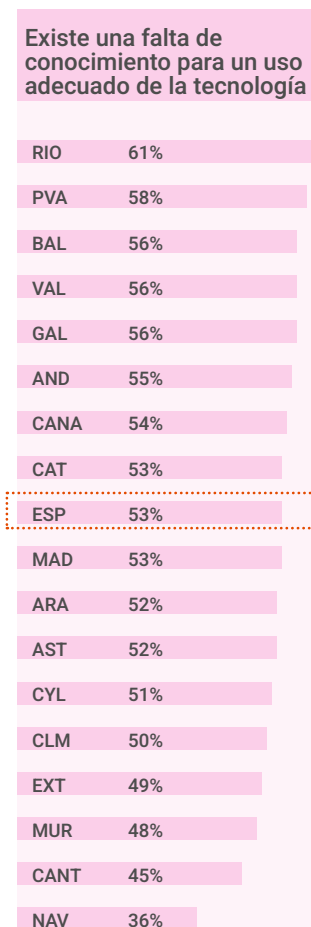 Existe una falta de
conocimiento para un uso
adecuado de la tecnología
RIO 61%
PVA 58%
BAL 56%
VAL 56%
GAL 56%
AND 55%
CANA 54%
CAT 53%
ESP 53%
MAD 53%
ARA 52%
AST 52%
CYL 51%
CLM 50%
EXT 49%
MUR 48%
CANT 45%
NAV 36%